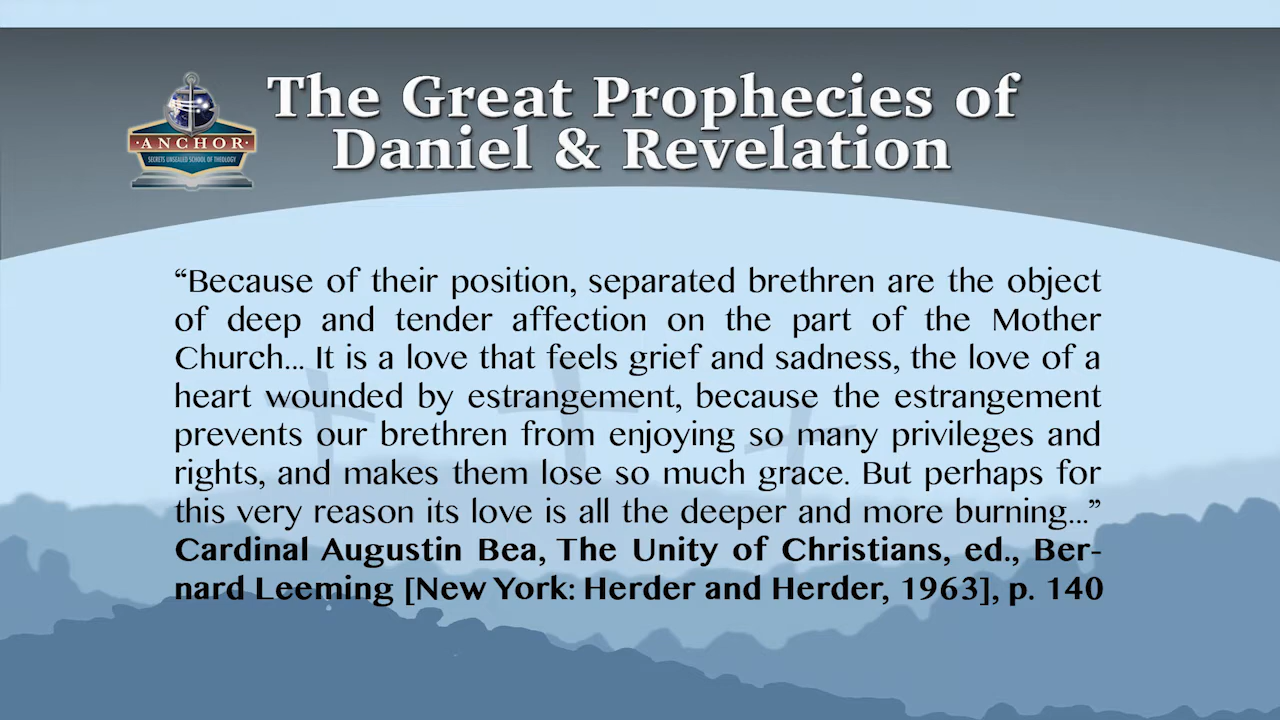 The Great Prophecies of
Daniel & Revelation
·ANCHOR·
SECRETS UNSEALED SCHOOL OF THEOLOGY
“Because of their position, separated brethren are the object
of deep and tender affection on the part of the Mother
Church... It is a love that feels grief and sadness, the love of a
heart wounded by estrangement, because the estrangement
prevents our brethren from enjoying so many privileges and
rights, and makes them lose so much grace. But perhaps for
this very reason its love is all the deeper and more burning...”
Cardinal Augustin Bea, The Unity of Christians, ed., Ber-
nard Leeming [New York: Herder and Herder, 1963], p. 140